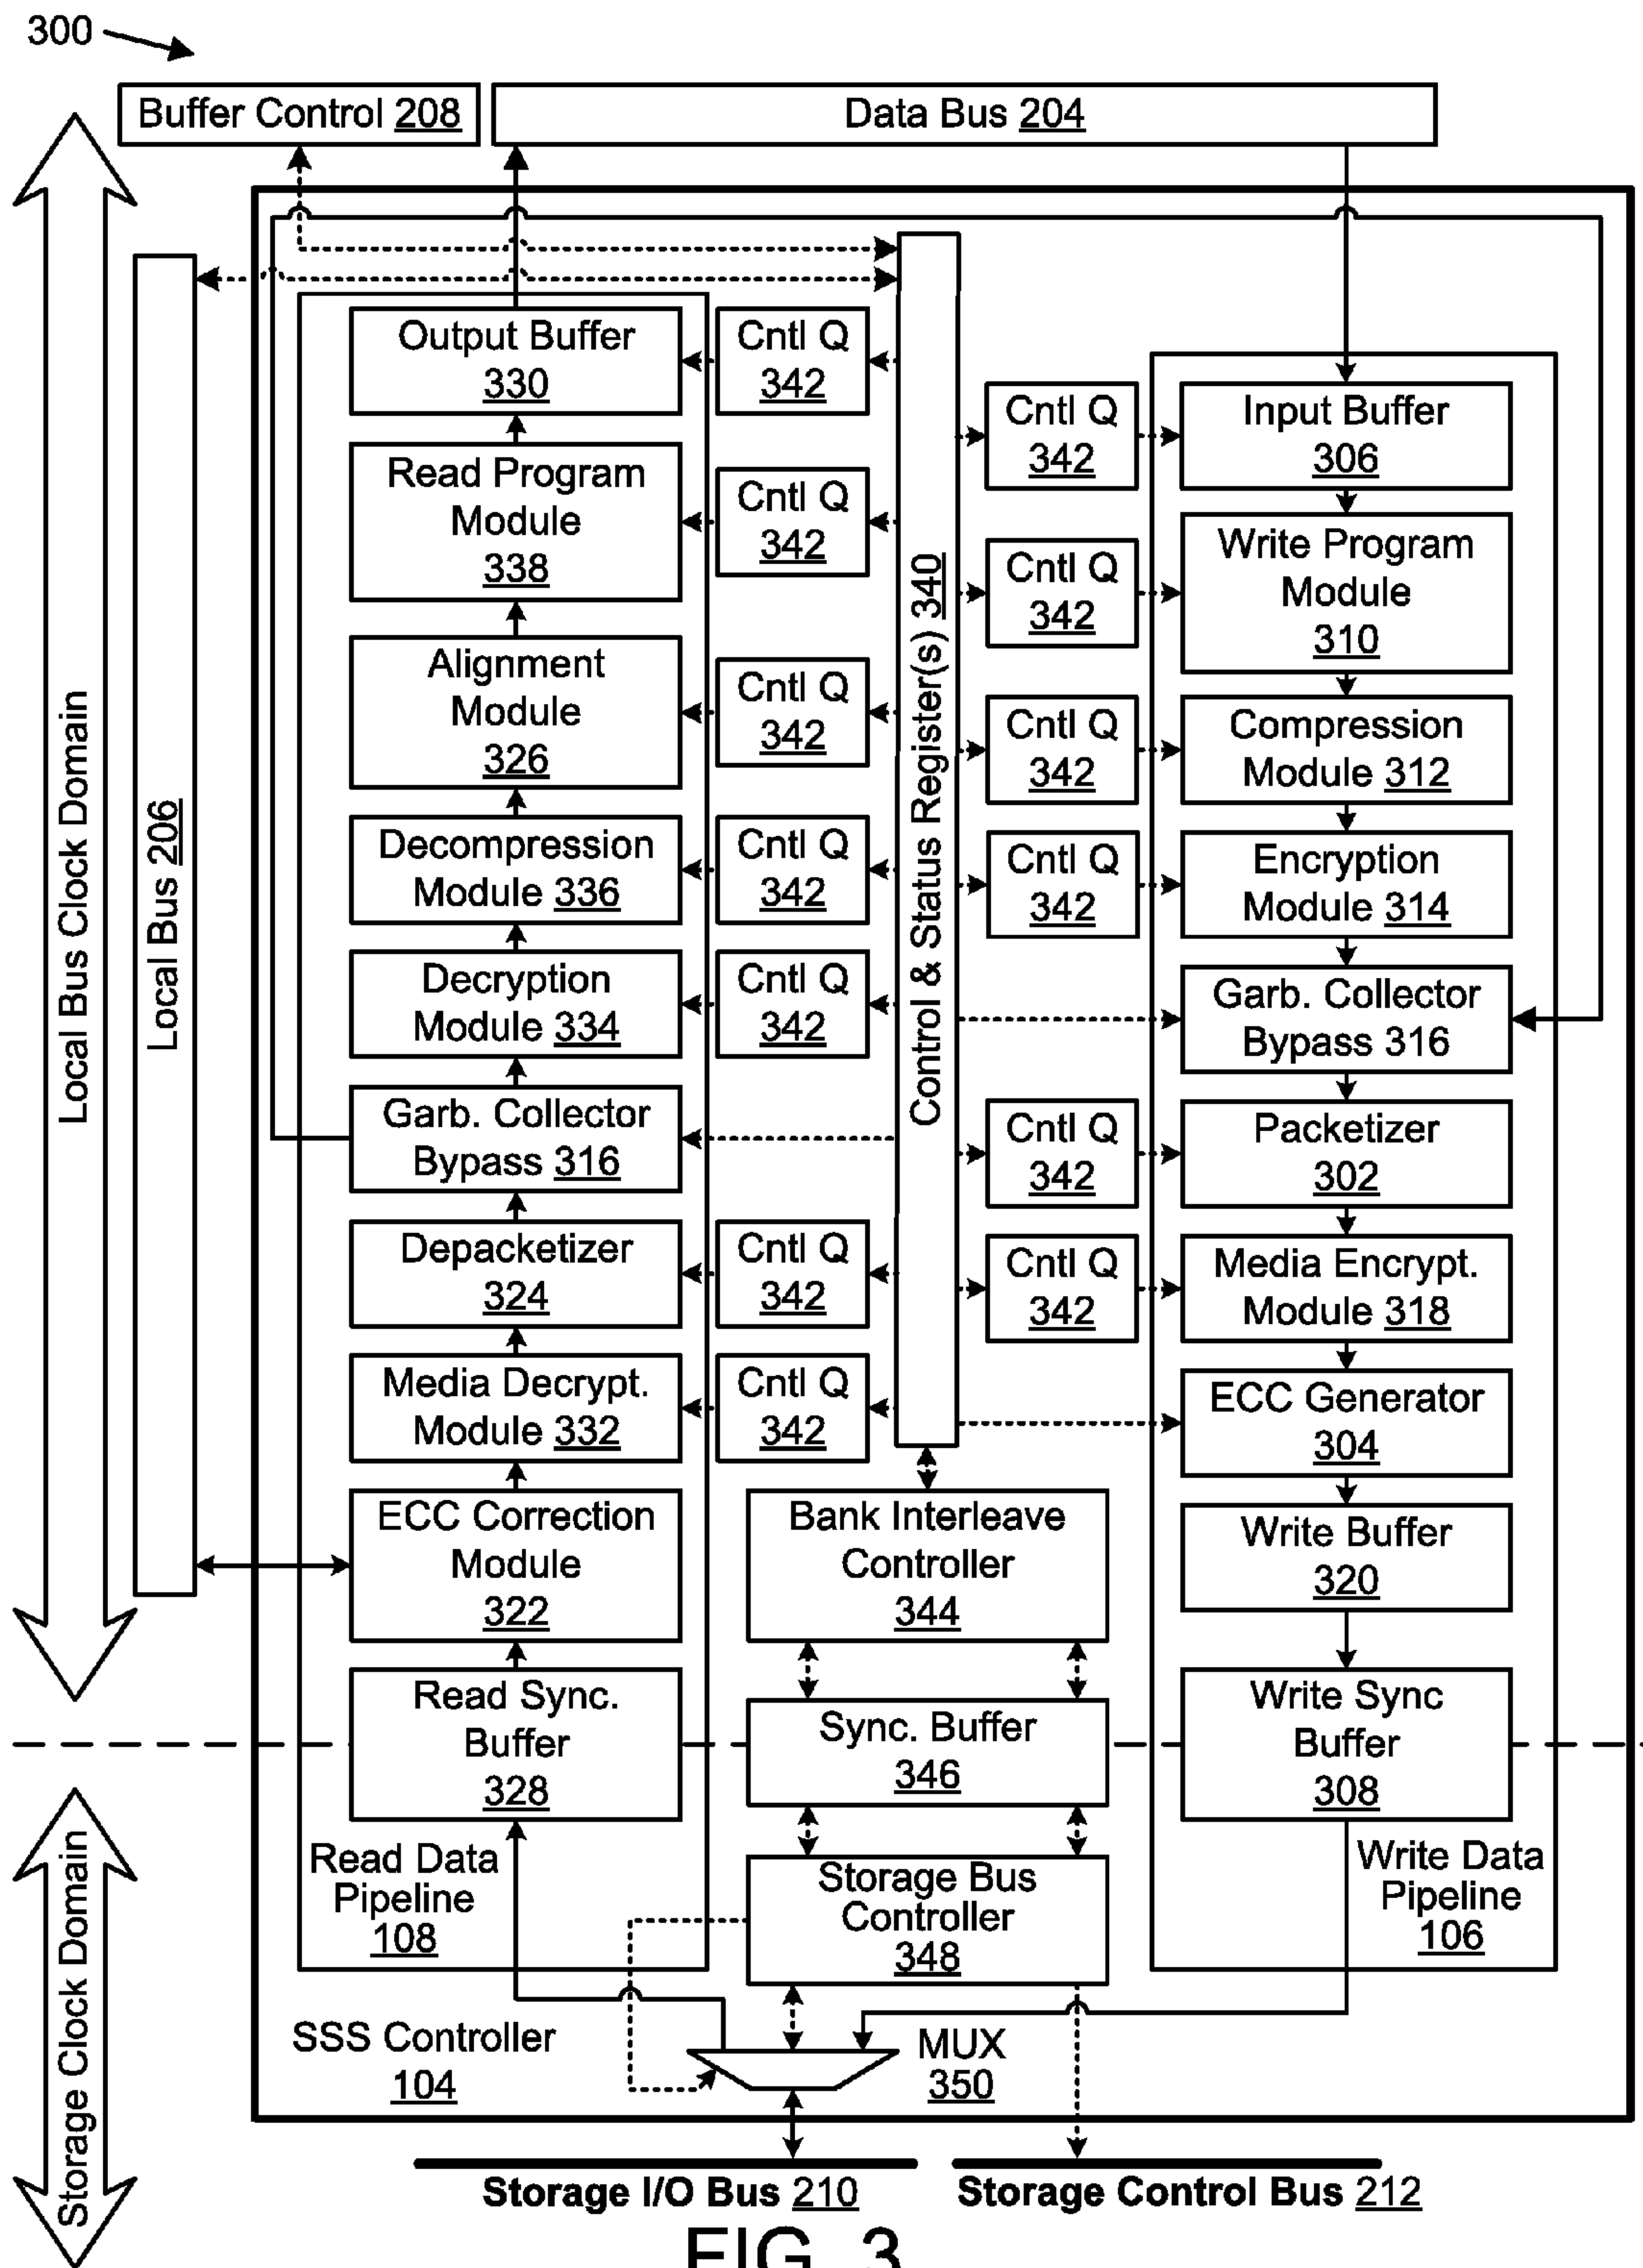 300
Buffer Control 208
Data Bus 204
Local Bus Clock Domain
Local Bus 206
Output Buffer
330
Read Program
Module
338
Alignment
Module
326
Decompression
Module 336
Decryption
Module 334
Garb. Collector
Bypass 316
Depacketizer
324
Media Decrypt.
Module 332
ECC Correction
Module
322
Read Sync.
Buffer
328
Read Data
Pipeline
108
Cntl Q
342
Cntl Q
342
Cntl Q
342
Cntl Q
342
Cntl Q
342
Cntl Q
342
Cntl Q
342
Control & Status Register(s) 340
Bank Interleave
Controller
344
Sync. Buffer
346
Storage Bus
Controller
348
Cntl Q
342
Cntl Q
342
Cntl Q
342
Cntl Q
342
Cntl Q
342
Cntl Q
342
Input Buffer
306
Write Program
Module
310
Compression
Module 312
Encryption
Module 314
Garb. Collector
Bypass 316
Packetizer
302
Media Encrypt.
Module 318
ECC Generator
304
Write Buffer
320
Write Sync
Buffer
308
Write Data
Pipeline
106
Storage Clock Domain
SSS Controller
104
MUX
350
Storage I/O Bus 210
Storage Control Bus 212
FIG. 3